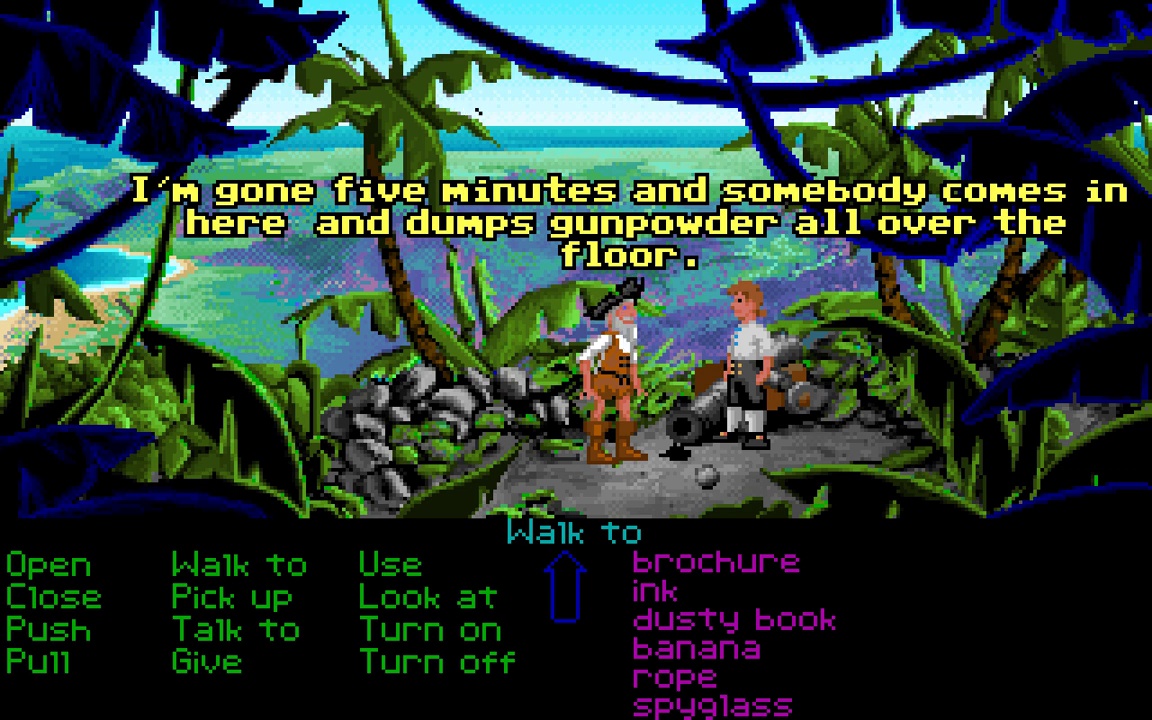 I'm gone five minutes and somebody comes in
here and dumps gunpowder all over the
floor.
Walk to
Open Walk to Use brochure
Close Pick up Look at ink
Push Talk to Turn on dusty book
Pull Give Turn off banana
rope
spyglass